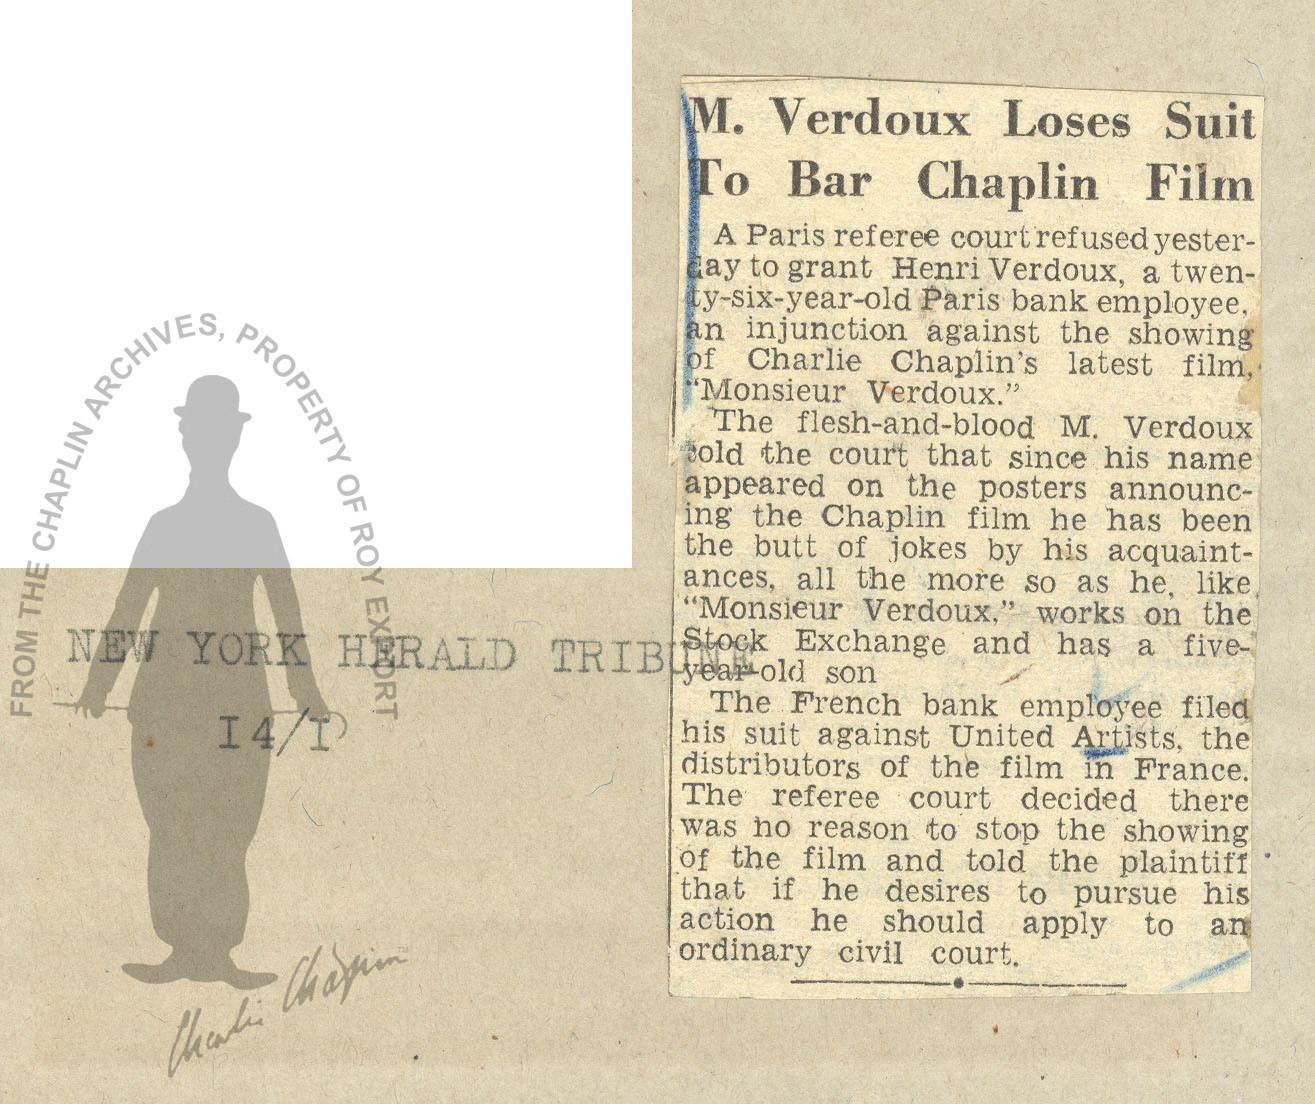 FROM THE CHAPLIN ARCHIVES, PROPERTY OF ROY EXPORT
NEW YORK HERALD TRIBUNE
I4/I
Charlie Chaplin
M. Verdoux Loses Suit
To Bar Chaplin Film
A Paris referee court refused yester-
day to grant Henri Verdoux, a twen-
ty-six-year-old Paris bank employee,
an injunction against the showing
of Charlie Chaplin's latest film,
"Monsieur Verdoux."
The flesh-and-blood M. Verdoux
told the court that since his name
appeared on the posters announc-
ing the Chaplin film he has been
the butt of jokes by his acquaint-
ances, all the more so as he, like
"Monsieur Verdoux," works on the
Stock Exchange and has a five-
year-old son
The French bank employee filed
his suit against United Artists, the
distributors of the film in France.
The referee court decided there
was no reason to stop the showing
of the film and told the plaintiff
that if he desires to pursue his
action he should apply to an
ordinary civil court.